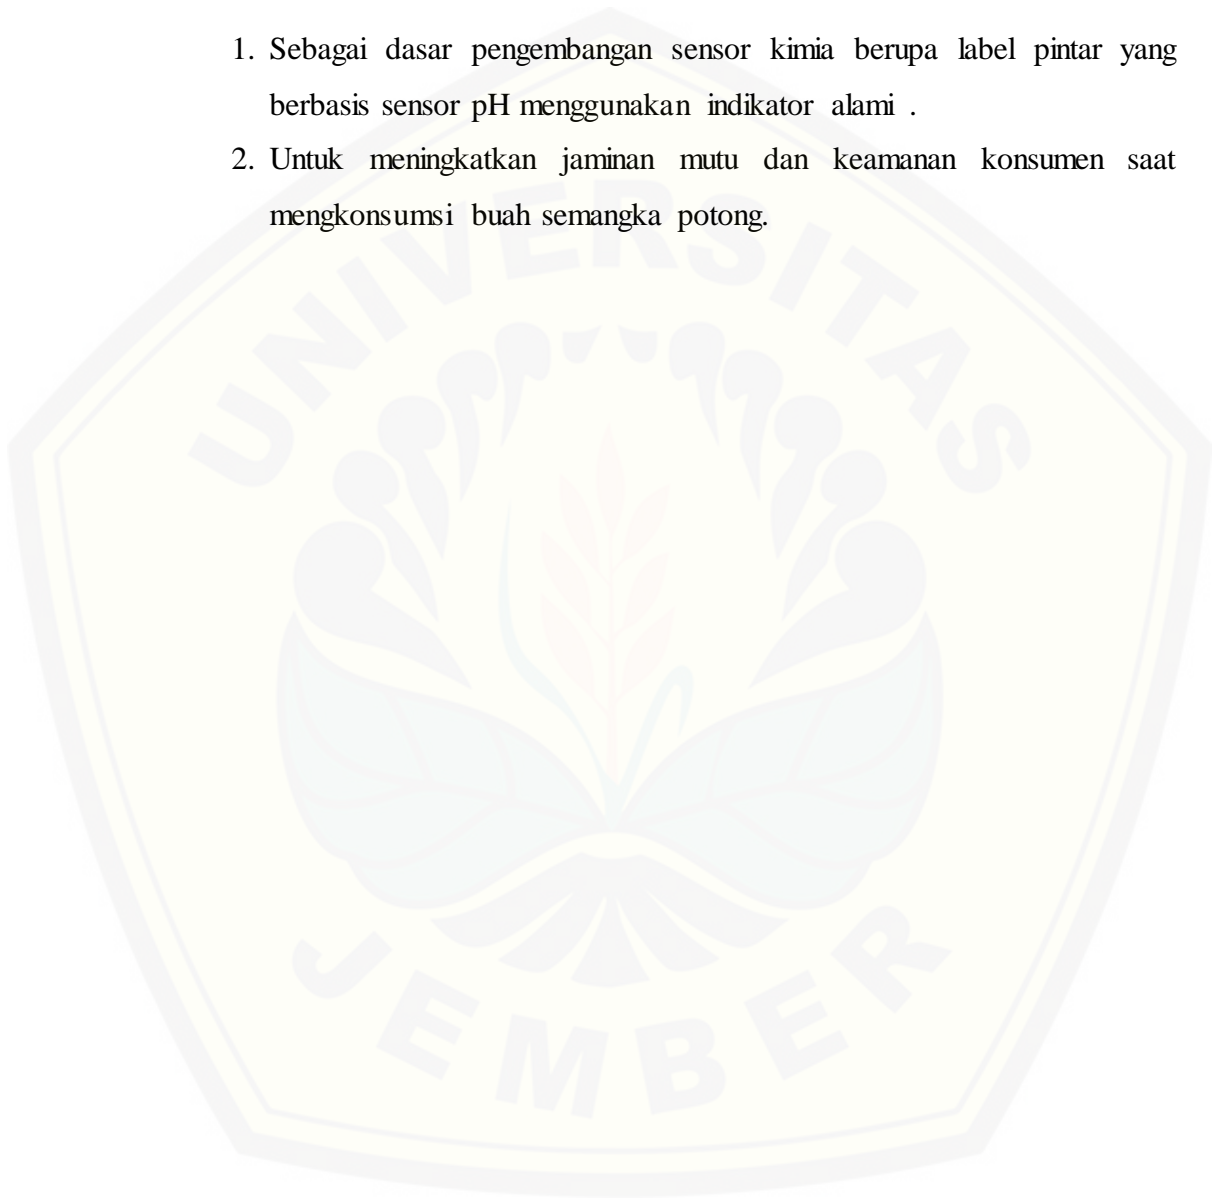 1. Sebagai dasar pengembangan sensor kimia berupa label pintar yang
berbasis sensor pH menggunakan indikator alami .
2. Untuk meningkatkan jaminan mutu dan keamanan konsumen saat
mengkonsumsi buah semangka potong.
UNIVERSITAS
JEMBER